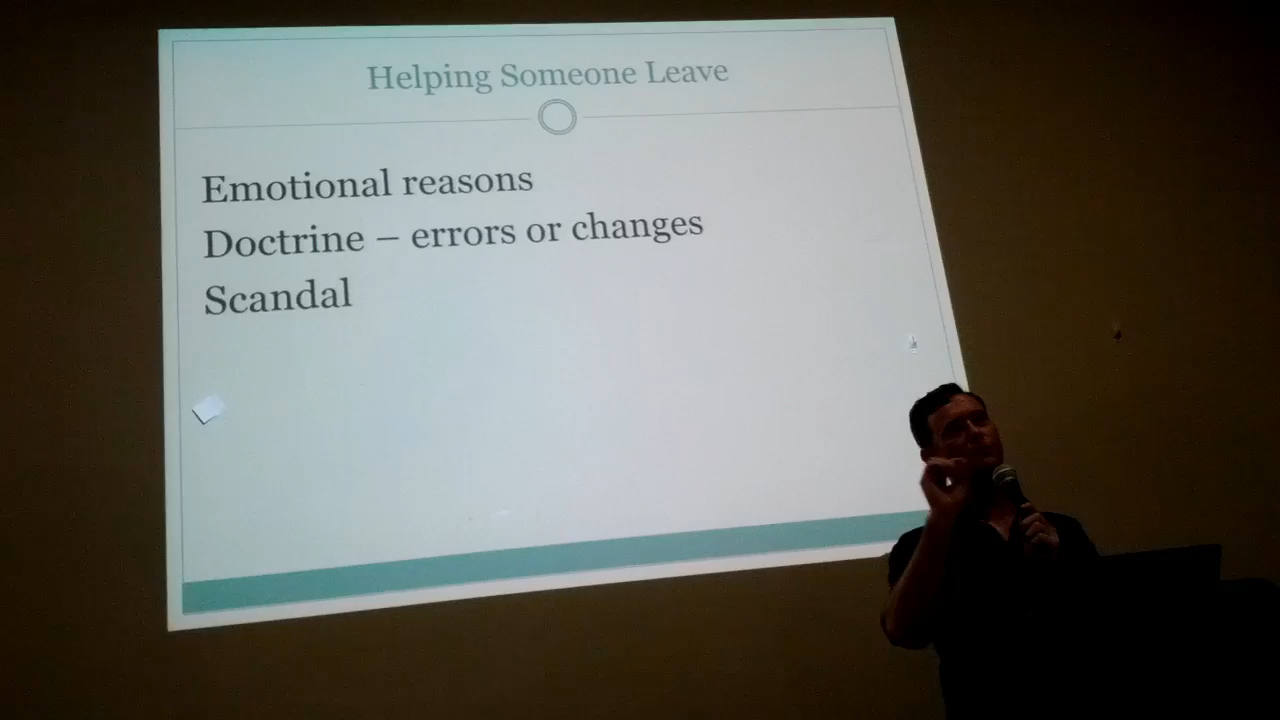 Helping Someone Leave
Emotional reasons
Doctrine – errors or changes
Scandal